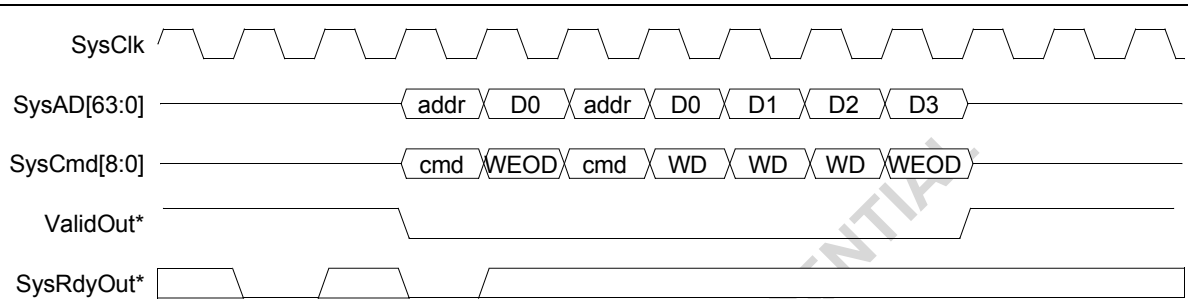 SysClk
SysAD[63:0] addr D0 addr D0 D1 D2 D3
SysCmd[8:0] cmd WEOD cmd WD WD WD WEOD
ValidOut*
SysRdyOut*
ENTIAL